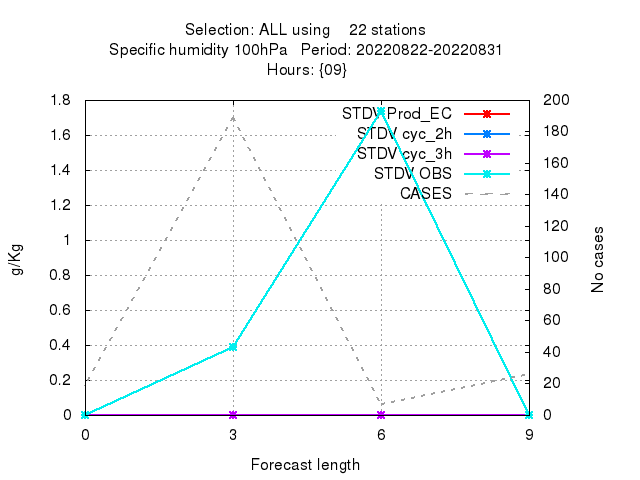 Selection: ALL using 22 stations
Specific humidity 100hPa Period: 20220822-20220831
Hours: {09}
STDV Prod_EC
STDV cyc_2h
STDV cyc_3h
STDV OBS
CASES
1.8
1.6
1.4
1.2
1
0.8
0.6
0.4
0.2
0
g/Kg
200
180
160
140
120
100
80
60
40
20
0
No cases
0 3 6 9
Forecast length